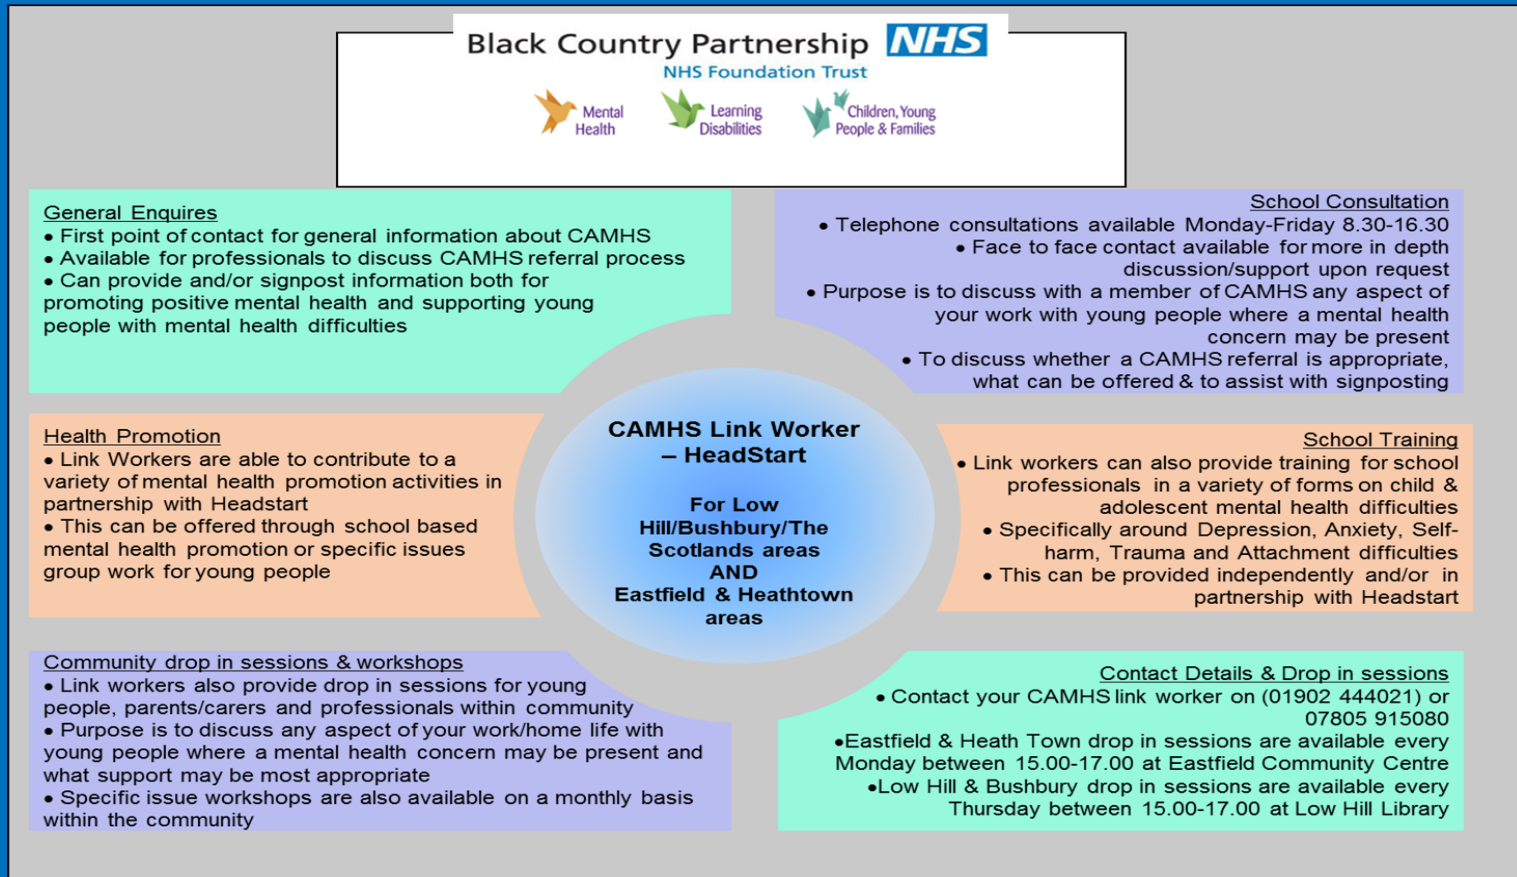 Black Country Partnership NHS
NHS Foundation Trust
Mental
Health
Learning
Disabilities
Children, Young
People & Families
General Enquires
• First point of contact for general information about CAMHS
• Available for professionals to discuss CAMHS referral process
• Can provide and/or signpost information both for
promoting positive mental health and supporting young
people with mental health difficulties
School Consultation
• Telephone consultations available Monday-Friday 8.30-16.30
• Face to face contact available for more in depth
discussion/support upon request
• Purpose is to discuss with a member of CAMHS any aspect of
your work with young people where a mental health
concern may be present
• To discuss whether a CAMHS referral is appropriate,
what can be offered & to assist with signposting
Health Promotion
• Link Workers are able to contribute to a
variety of mental health promotion activities in
partnership with Headstart
• This can be offered through school based
mental health promotion or specific issues
group work for young people
CAMHS Link Worker
– HeadStart
For Low
Hill/Bushbury/The
Scotlands areas
AND
Eastfield & Heathtown
areas
School Training
• Link workers can also provide training for school
professionals in a variety of forms on child &
adolescent mental health difficulties
• Specifically around Depression, Anxiety, Self-
harm, Trauma and Attachment difficulties
• This can be provided independently and/or in
partnership with Headstart
Community drop in sessions & workshops
• Link workers also provide drop in sessions for young
people, parents/carers and professionals within community
• Purpose is to discuss any aspect of your work/home life with
young people where a mental health concern may be present and
what support may be most appropriate
• Specific issue workshops are also available on a monthly basis
within the community
Contact Details & Drop in sessions
• Contact your CAMHS link worker on (01902 444021) or
07805 915080
•Eastfield & Heath Town drop in sessions are available every
Monday between 15.00-17.00 at Eastfield Community Centre
•Low Hill & Bushbury drop in sessions are available every
Thursday between 15.00-17.00 at Low Hill Library